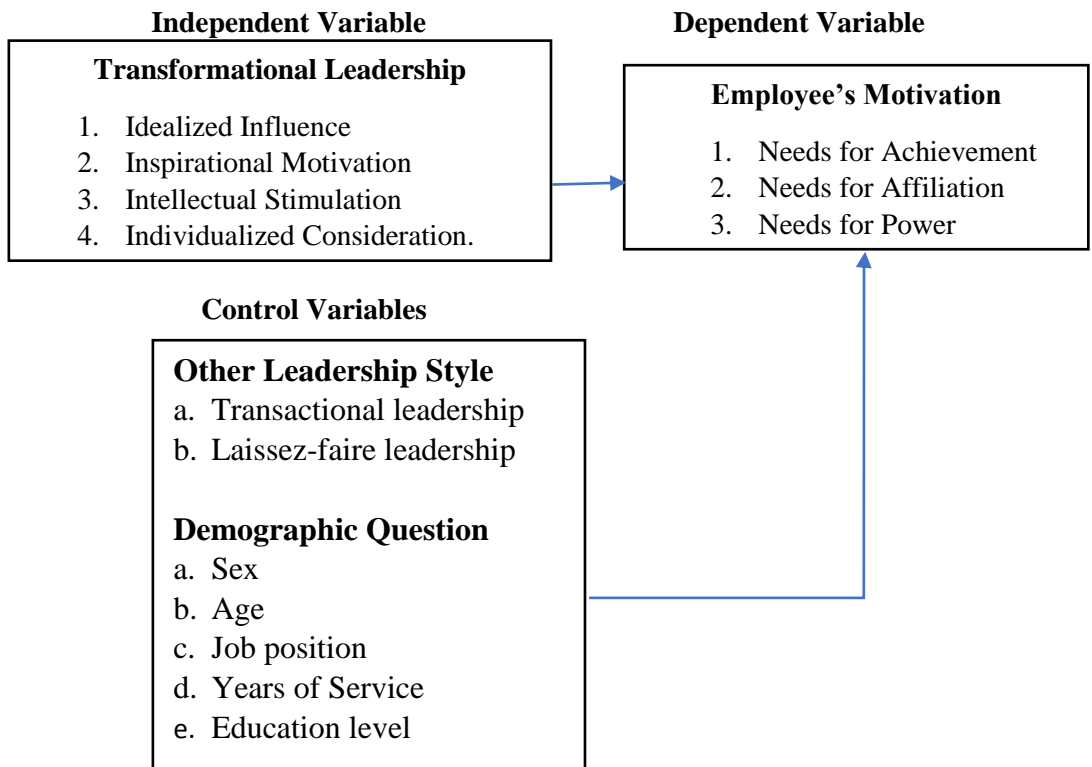 Independent Variable
Dependent Variable
Transformational Leadership
1. Idealized Influence
2. Inspirational Motivation
3. Intellectual Stimulation
4. Individualized Consideration.
Employee’s Motivation
1. Needs for Achievement
2. Needs for Affiliation
3. Needs for Power
Control Variables
Other Leadership Style
a. Transactional leadership
b. Laissez-faire leadership
Demographic Question
a. Sex
b. Age
c. Job position
d. Years of Service
e. Education level